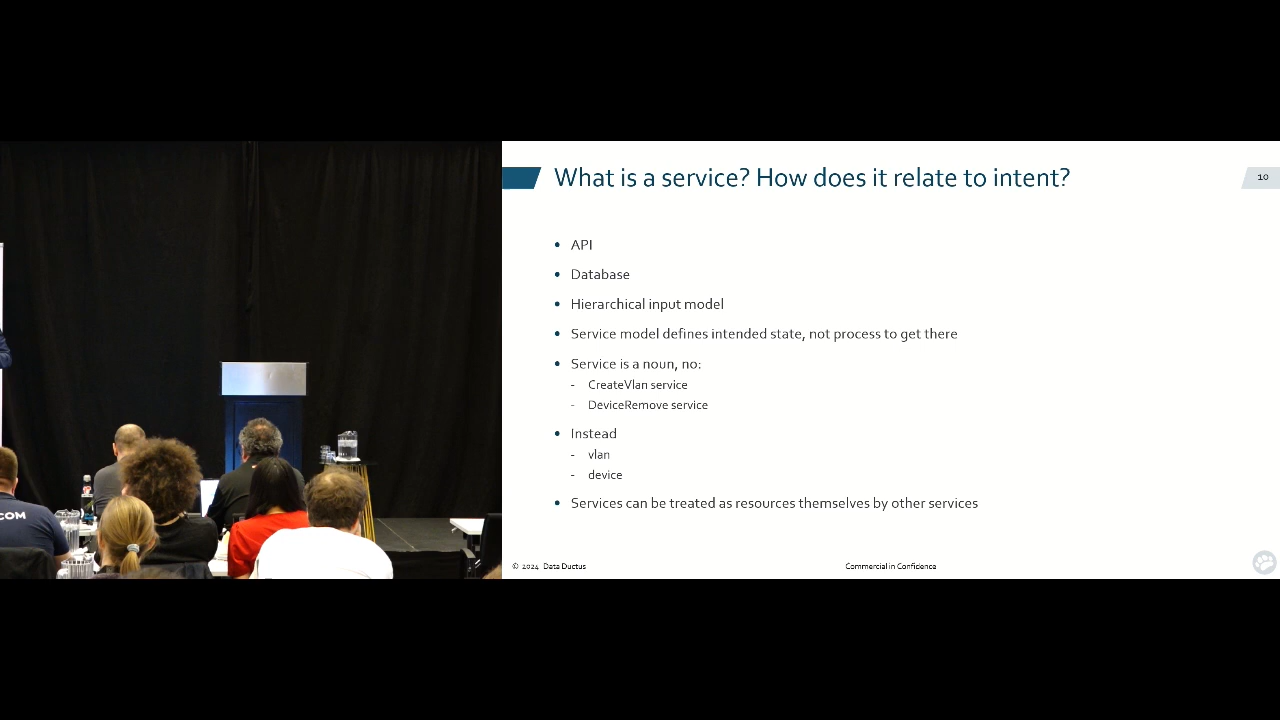 What is a service? How does it relate to intent?
10
• API
• Database
• Hierarchical input model
• Service model defines intended state, not process to get there
• Service is a noun, no:
- CreateVlan service
- DeviceRemove service
• Instead
- vlan
- device
• Services can be treated as resources themselves by other services
© 2024 Data Ductus
Commercial in Confidence
COM